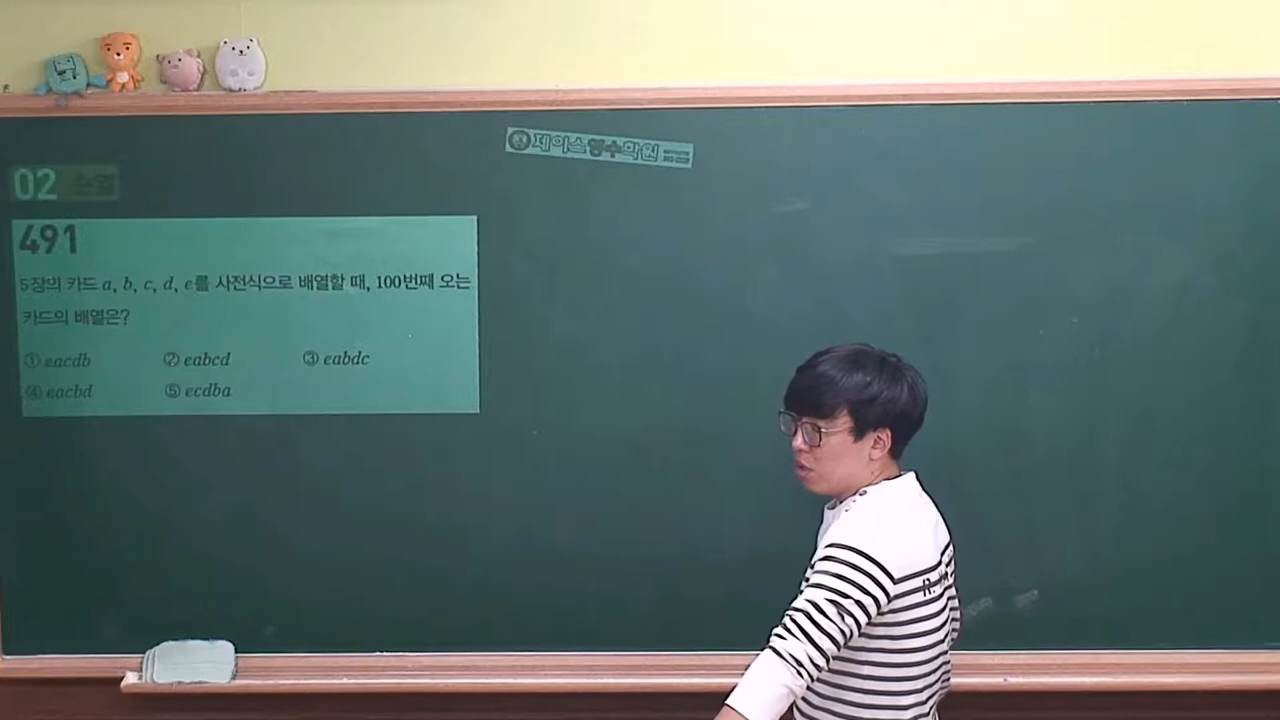 제이스영수학원
02 순열
491
5장의 카드 a, b, c, d, e를 사전식으로 배열할 때, 100번째 오는
카드의 배열은?
① eacdb ② eabcd ③ eabdc
④ eacbd ⑤ ecdba
R.